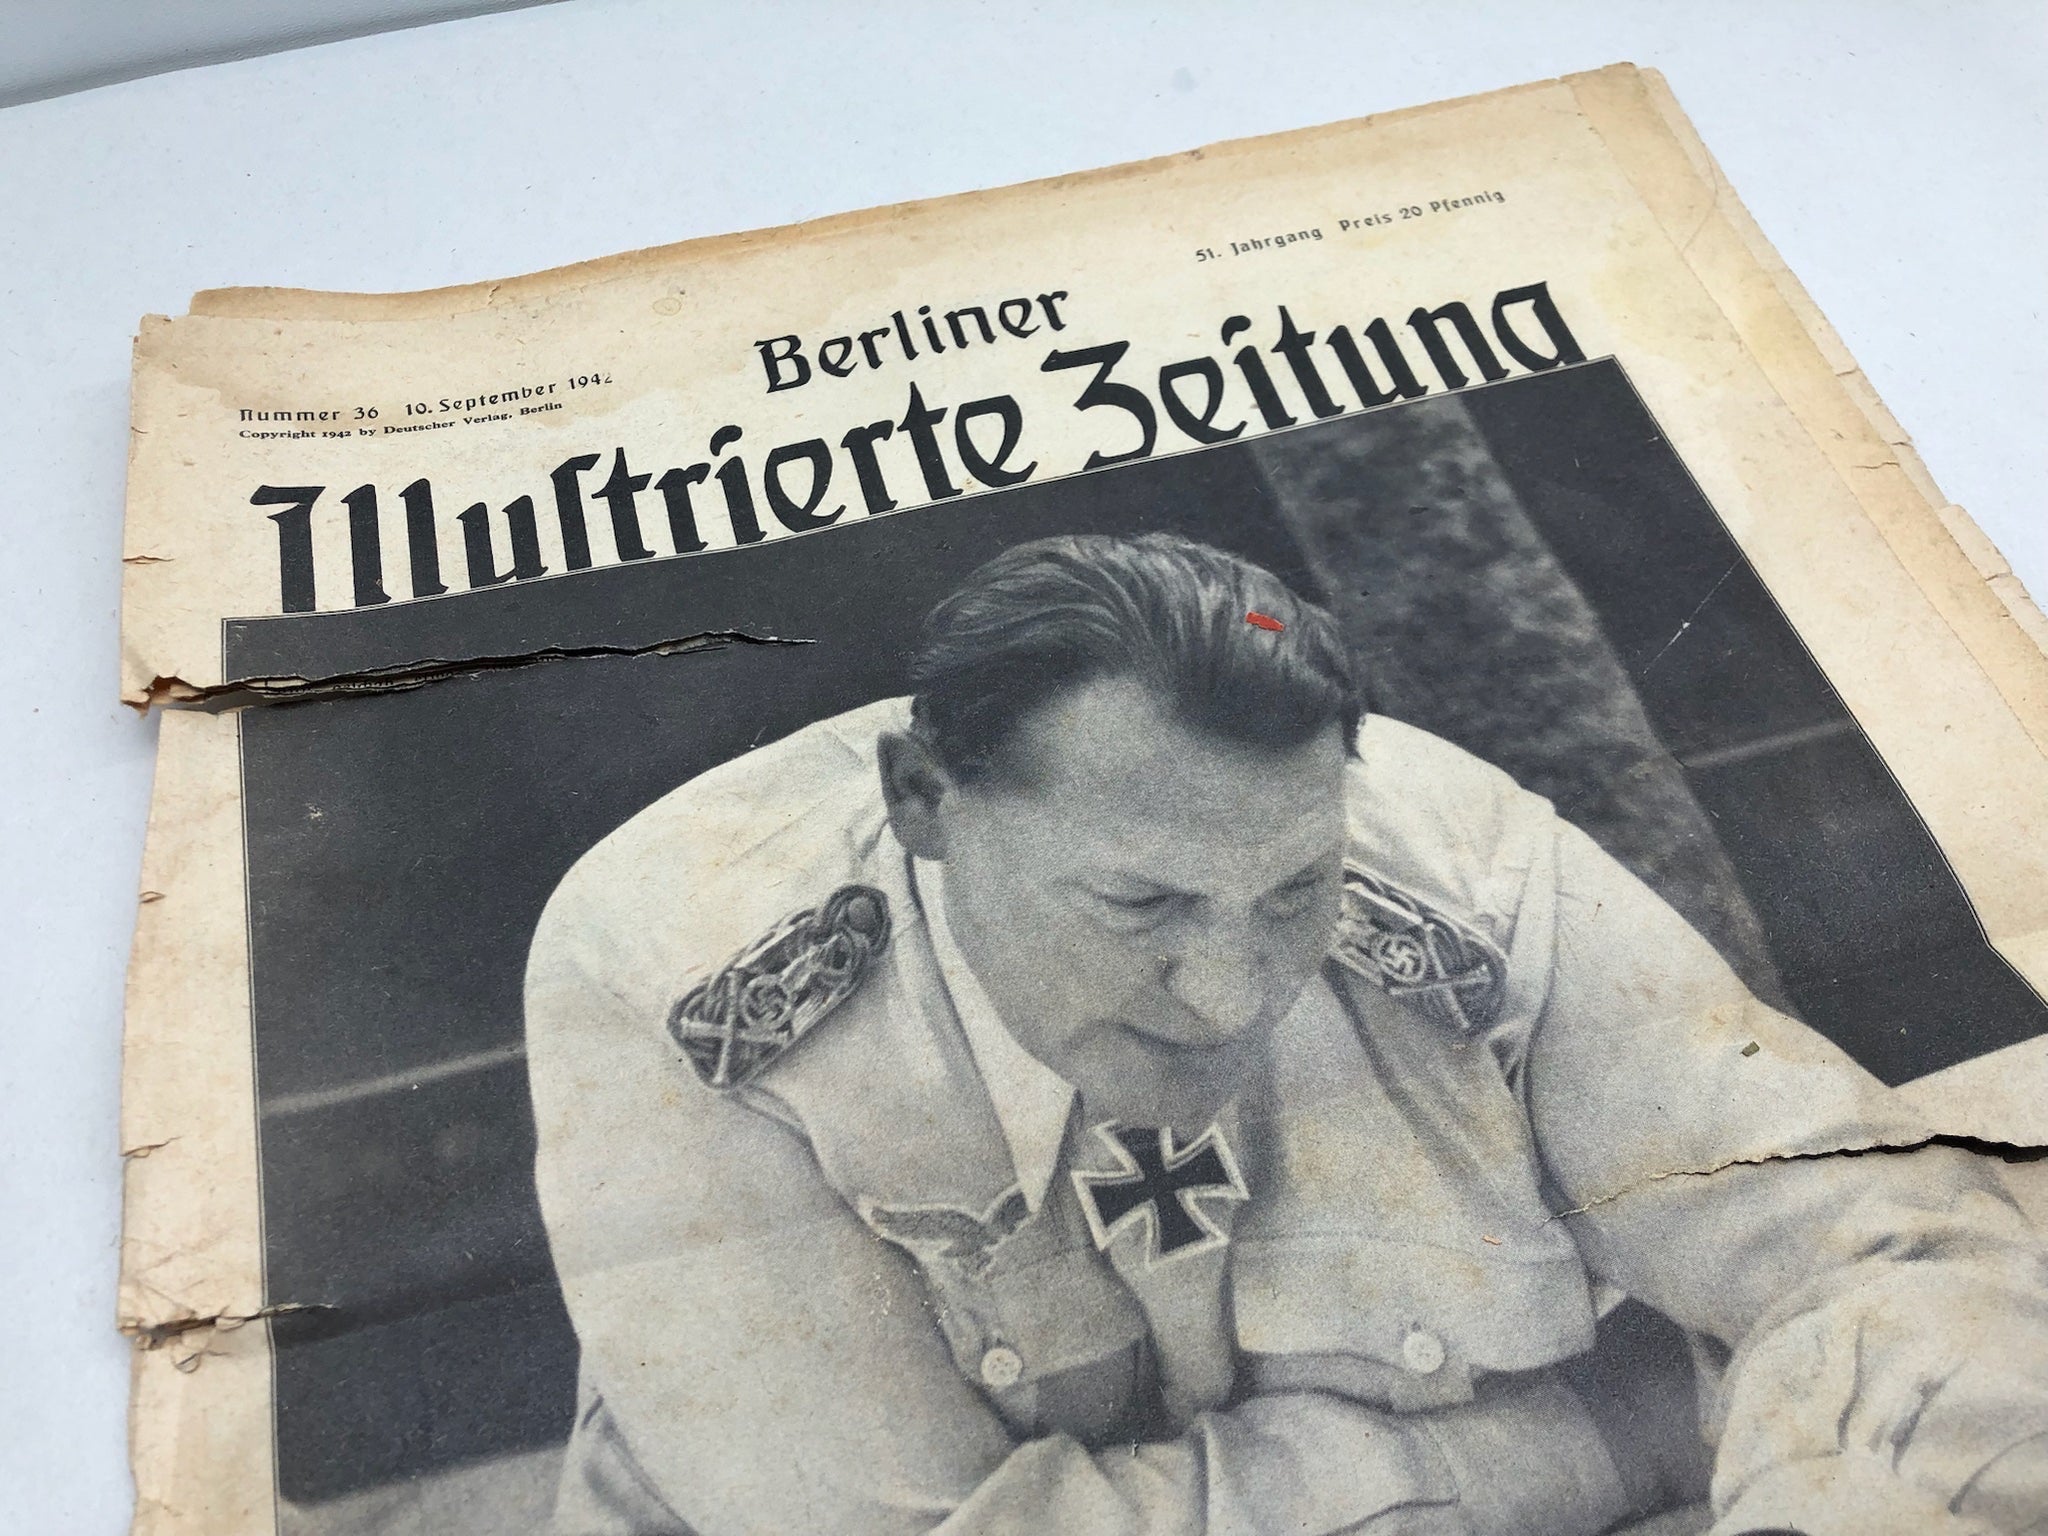 Nummer 36 10. September 1942
Copyright 1942 by Deutscher Verlag, Berlin
51. Jahrgang Preis 20 Pfennig
Berliner
Illustrierte Zeitung